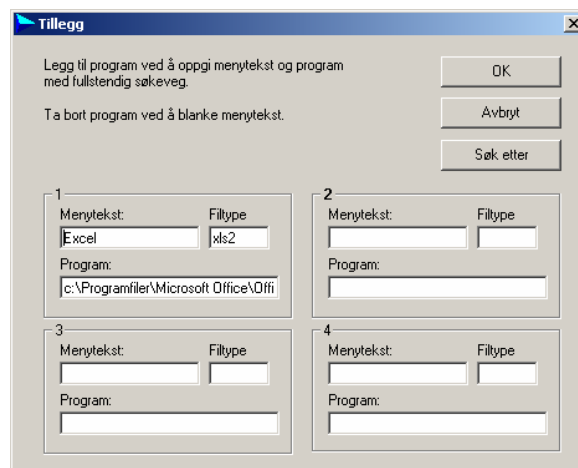 Tillegg
Legg til program ved å oppgi menytekst og program
med fullstendig søkeveg.
Ta bort program ved å blanke menytekst.
OK
Avbryt
Søk etter
1
Menytekst: Filtype
Excel xls2
Program:
c:\Programfiler\Microsoft Office\Offi
2
Menytekst: Filtype
Program:
3
Menytekst: Filtype
Program:
4
Menytekst: Filtype
Program: